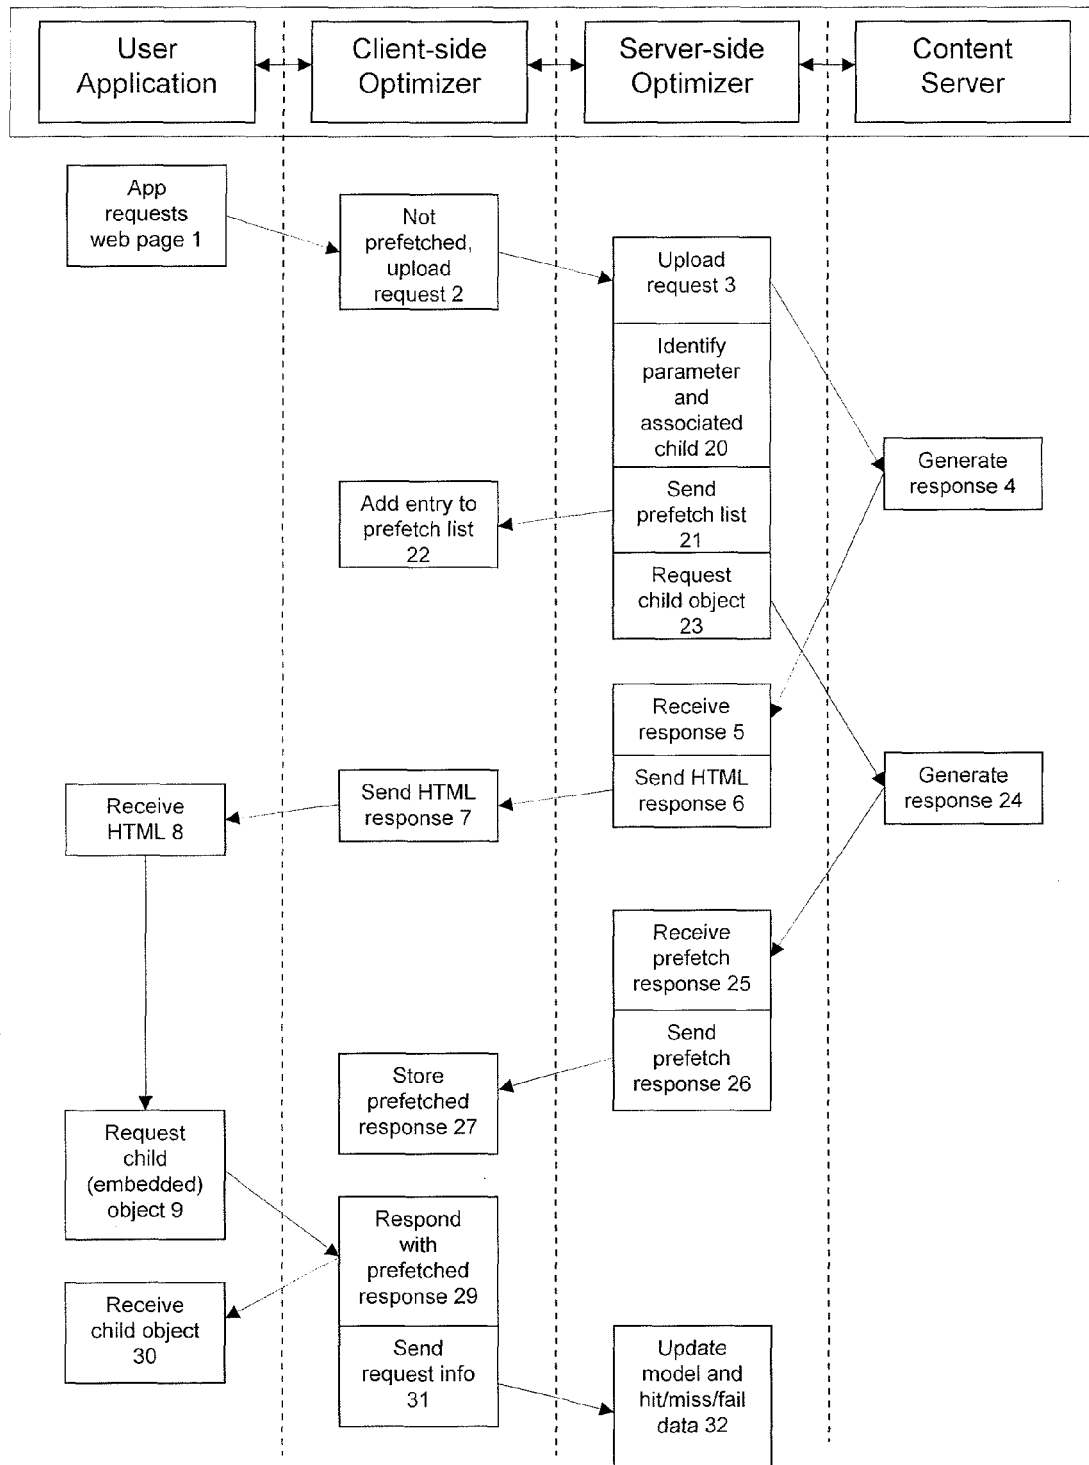 User
Application
Client-side
Optimizer
Server-side
Optimizer
Content
Server
App
requests
web page 1
Not
prefetched,
upload
request 2
Upload
request 3
Identify
parameter
and
associated
child 20
Generate
response 4
Add entry to
prefetch list
22
Send
prefetch list
21
Request
child object
23
Receive
response 5
Receive
HTML 8
Send HTML
response 7
Send HTML
response 6
Generate
response 24
Receive
prefetch
response 25
Send
prefetch
response 26
Store
prefetched
response 27
Request
child
(embedded)
object 9
Respond
with
prefetched
response 29
Receive
child object
30
Send
request info
31
Update
model and
hit/miss/fail
data 32